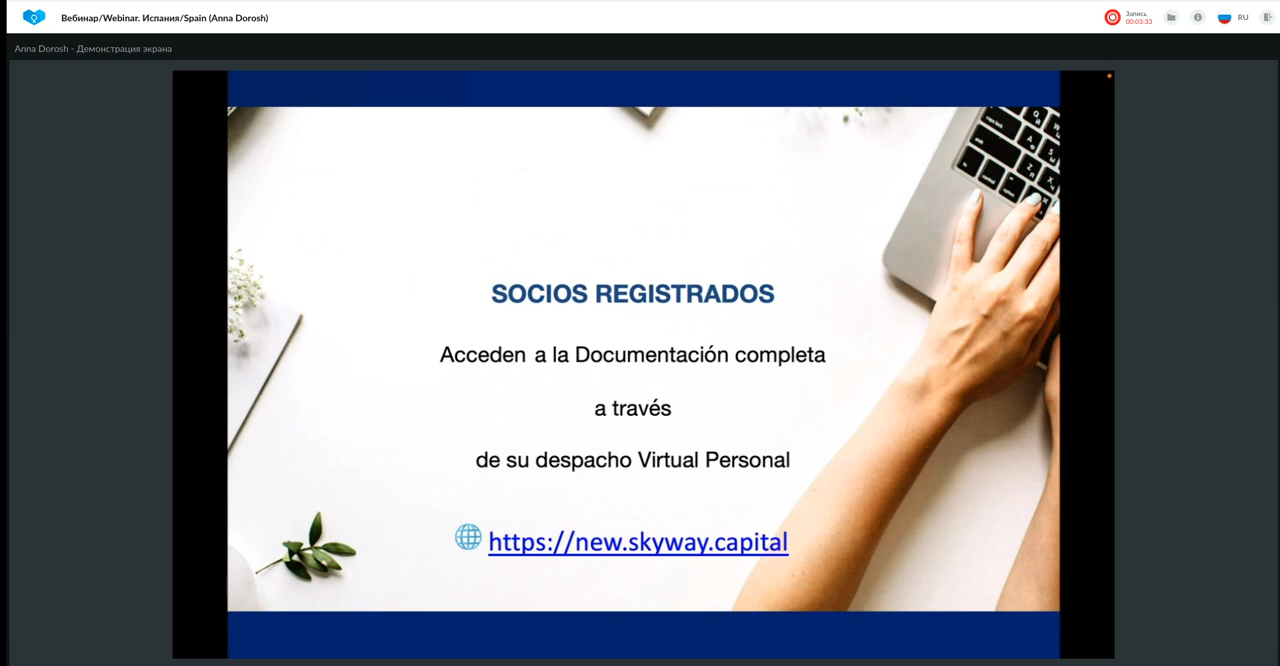 Вебинар/Webinar. Испания/Spain (Anna Dorosh)
Запись
00:03:33
RU
Anna Dorosh - Демонстрация экрана
SOCIOS REGISTRADOS
Acceden a la Documentación completa
a través
de su despacho Virtual Personal
https://new.skyway.capital